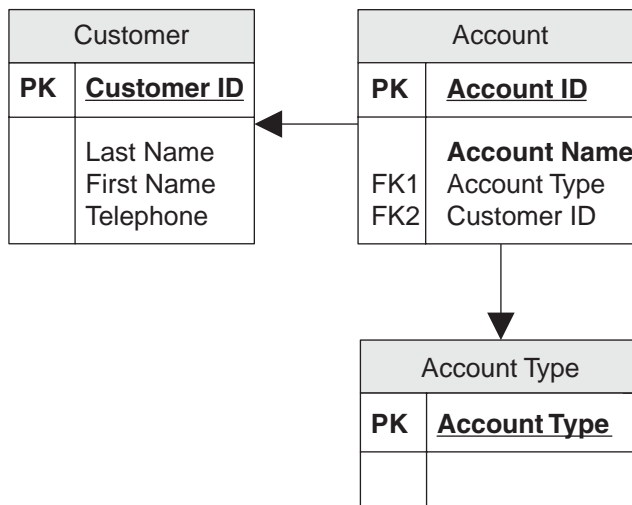 Customer
PK Customer ID
Last Name
First Name
Telephone
Account
PK Account ID
Account Name
FK1 Account Type
FK2 Customer ID
Account Type
PK Account Type